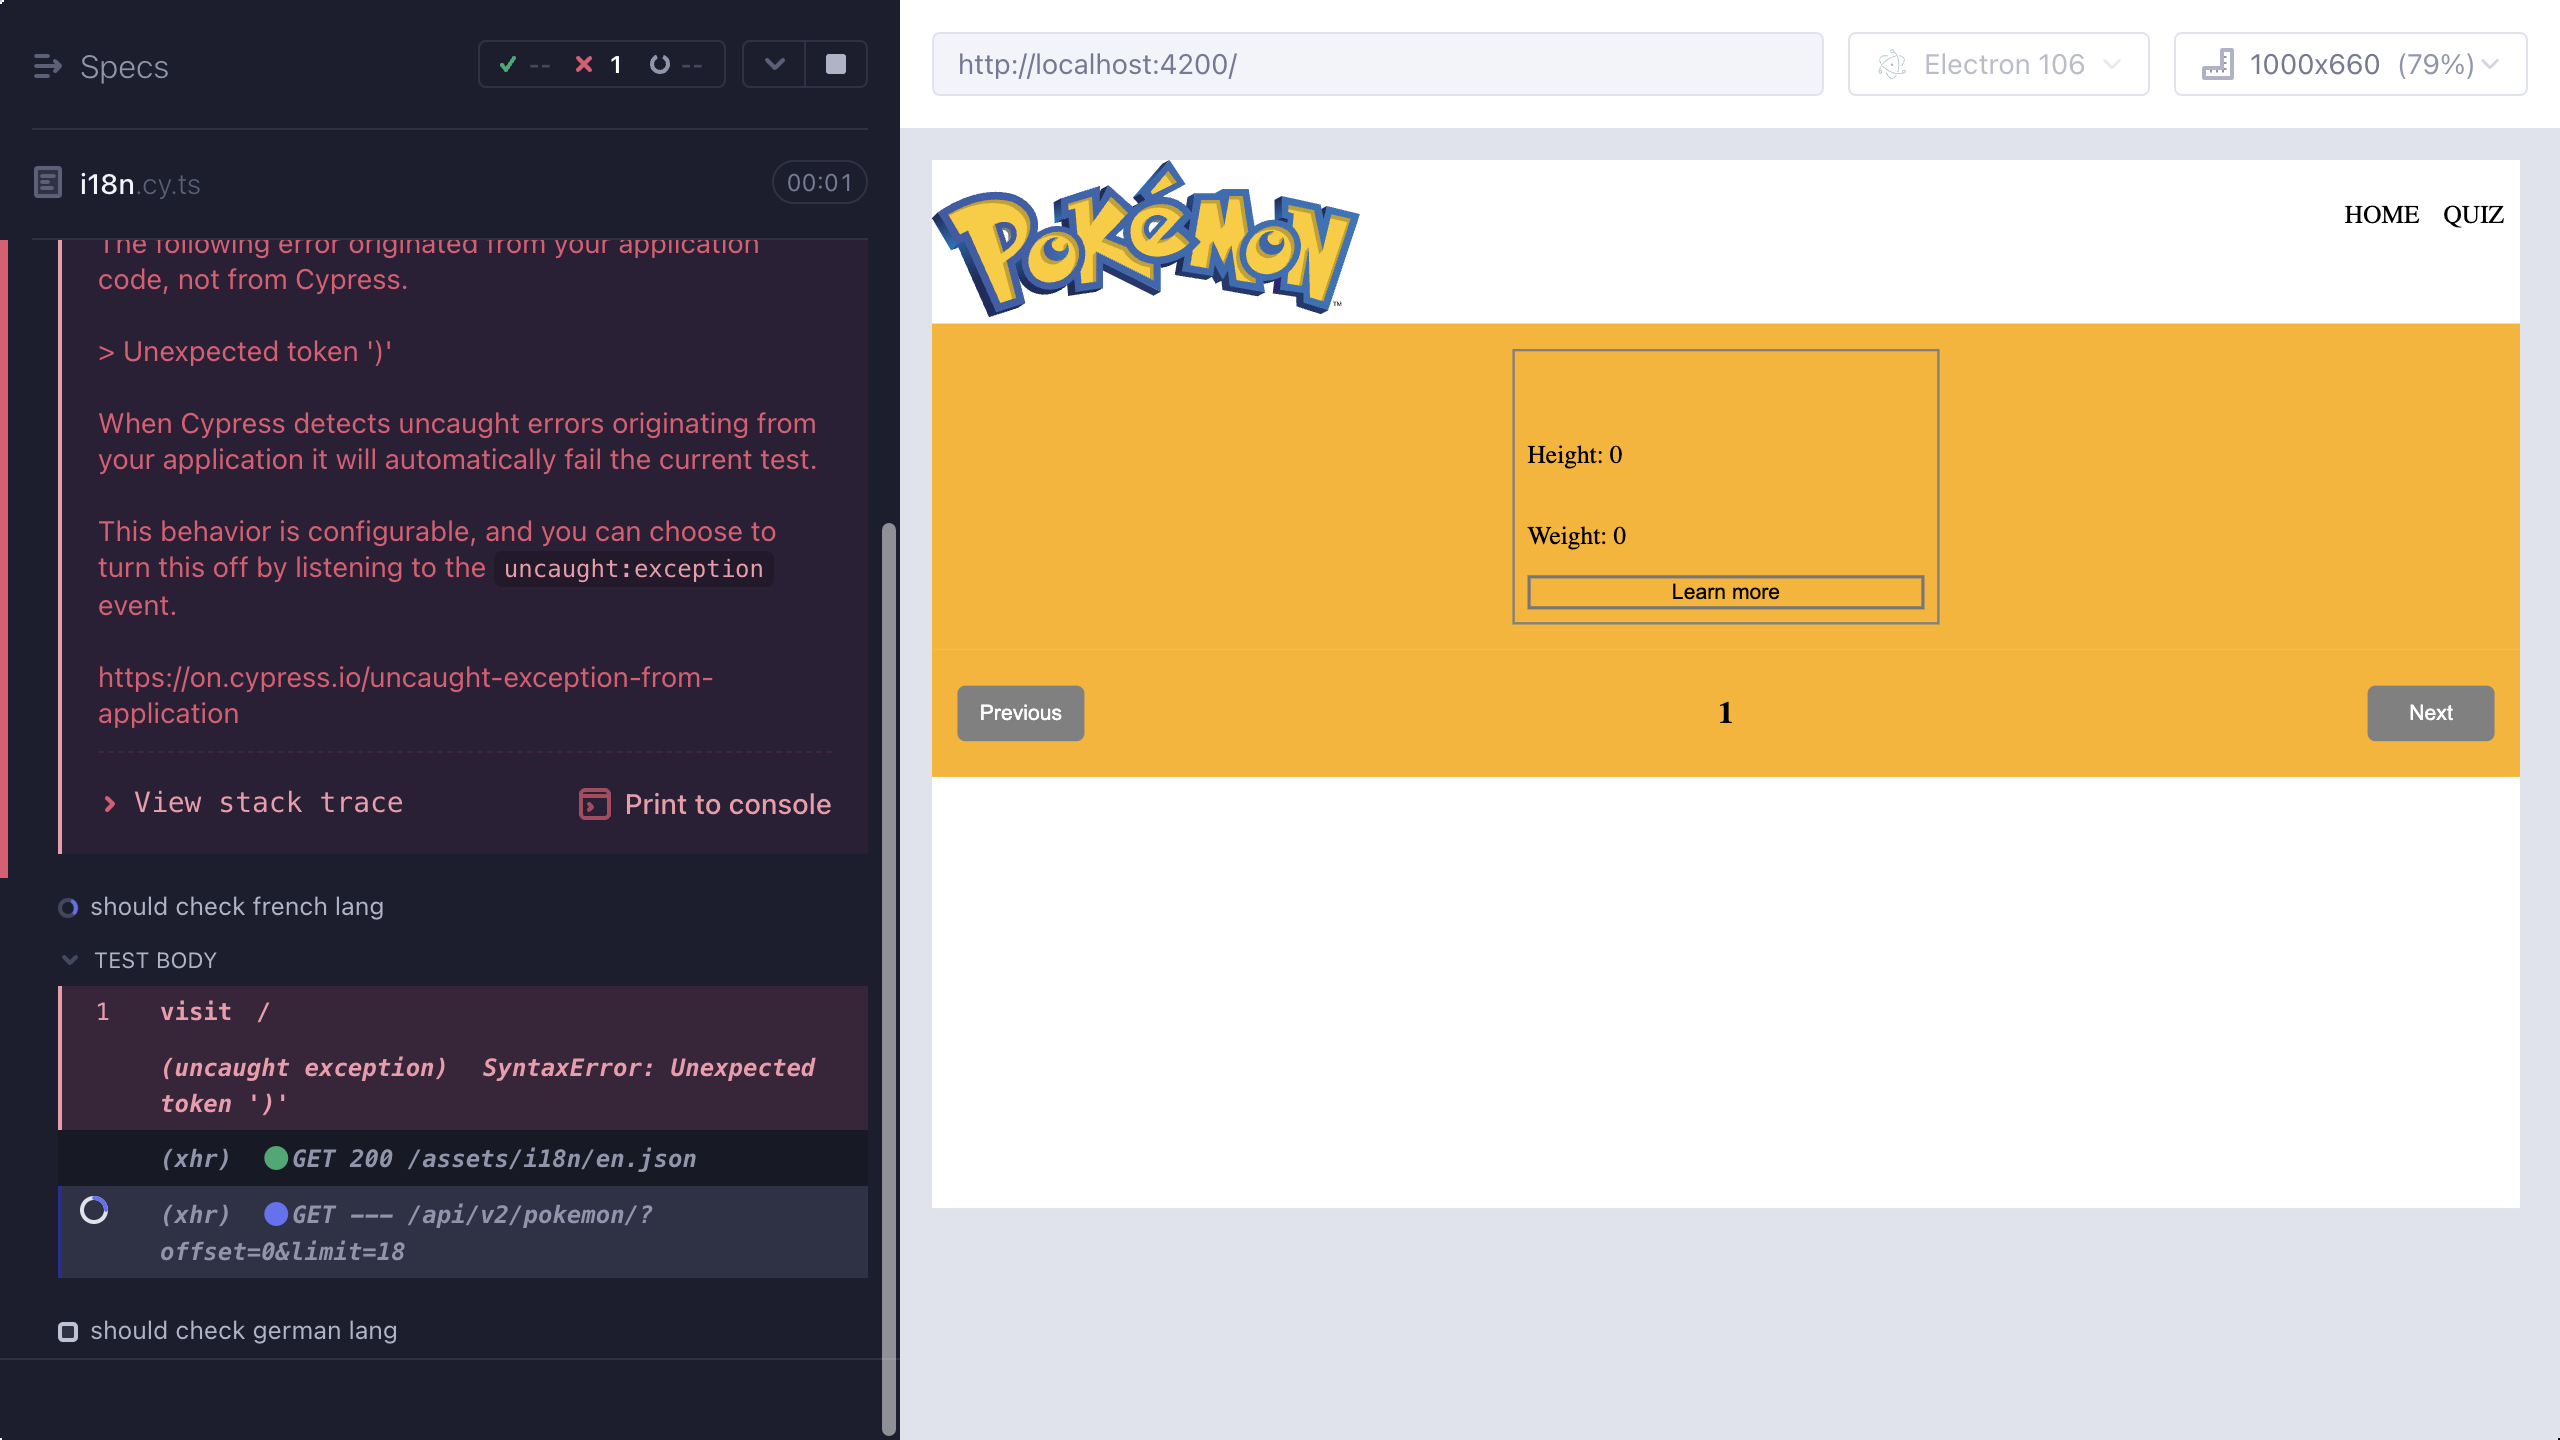 Specs
-- 1 --
i18n.cy.ts
00:01
The following error originated from your application
code, not from Cypress.
> Unexpected token ')'
When Cypress detects uncaught errors originating from
your application it will automatically fail the current test.
This behavior is configurable, and you can choose to
turn this off by listening to the uncaught:exception
event.
https://on.cypress.io/uncaught-exception-from-
application
View stack trace
Print to console
should check french lang
TEST BODY
1 visit /
(uncaught exception) SyntaxError: Unexpected
token ')'
(xhr) GET 200 /assets/i18n/en.json
(xhr) GET --- /api/v2/pokemon/?
offset=0&limit=18
should check german lang
http://localhost:4200/
Electron 106
1000x660 (79%)
POKéMON
TM
HOME QUIZ
Height: 0
Weight: 0
Learn more
Previous
1
Next